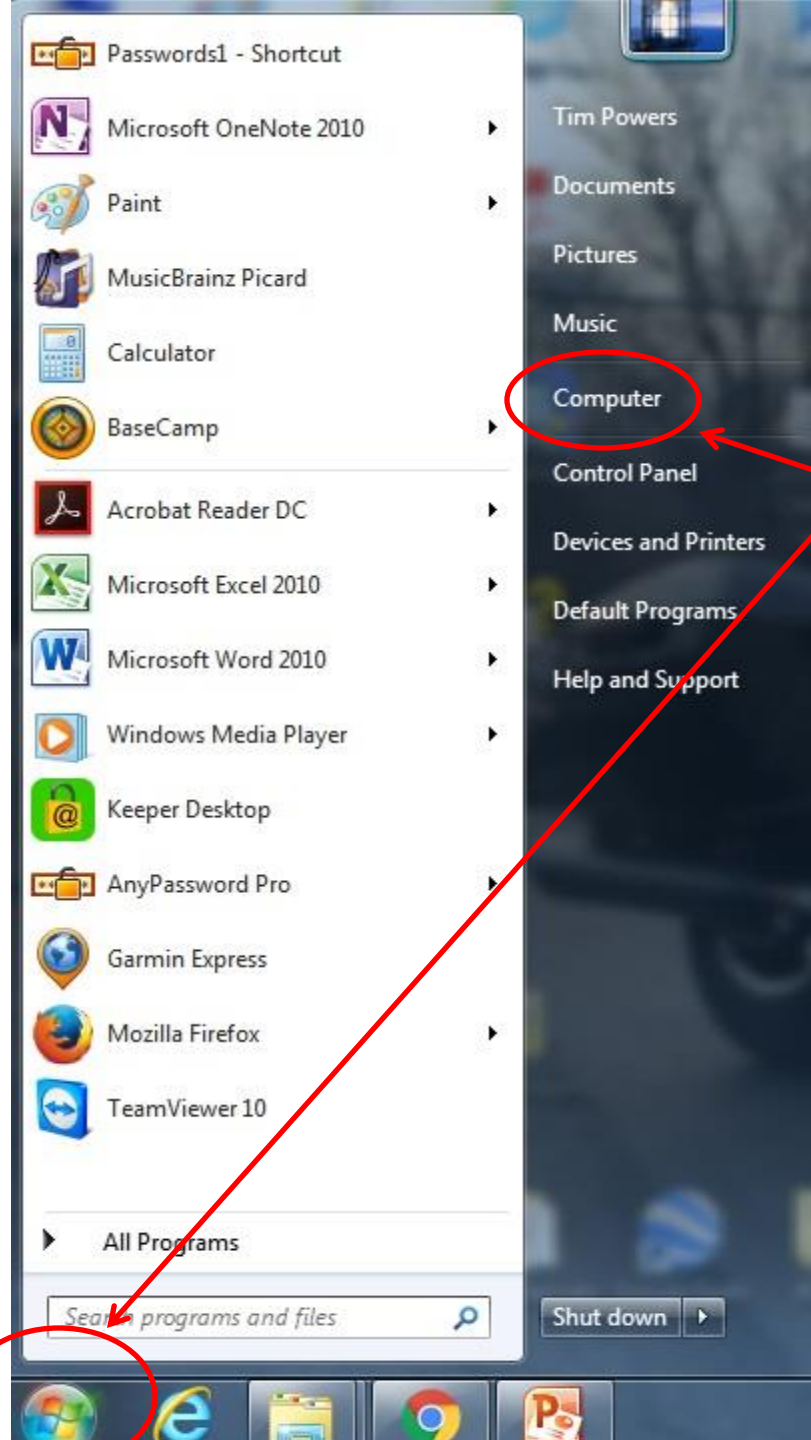 Passwords1 - Shortcut
Microsoft OneNote 2010
Paint
MusicBrainz Picard
Calculator
BaseCamp
Acrobat Reader DC
Microsoft Excel 2010
Microsoft Word 2010
Windows Media Player
Keeper Desktop
AnyPassword Pro
Garmin Express
Mozilla Firefox
TeamViewer 10
All Programs
Search programs and files
Tim Powers
Documents
Pictures
Music
Computer
Control Panel
Devices and Printers
Default Programs
Help and Support
Shut down